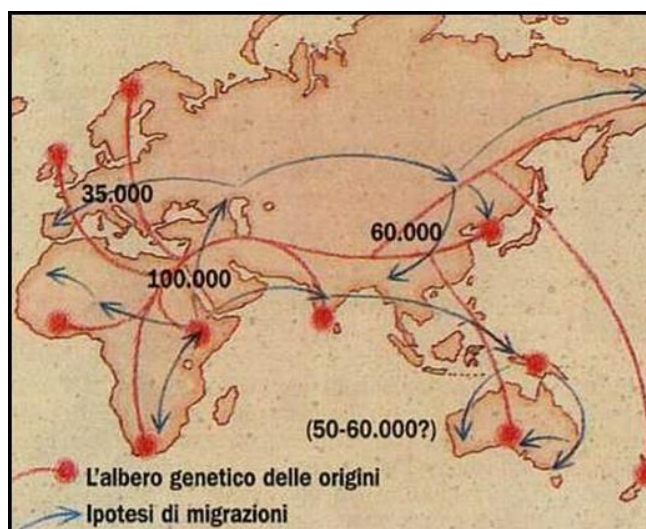 35.000
60.000
100.000
(50-60.000?)
L'albero genetico delle origini
Ipotesi di migrazioni